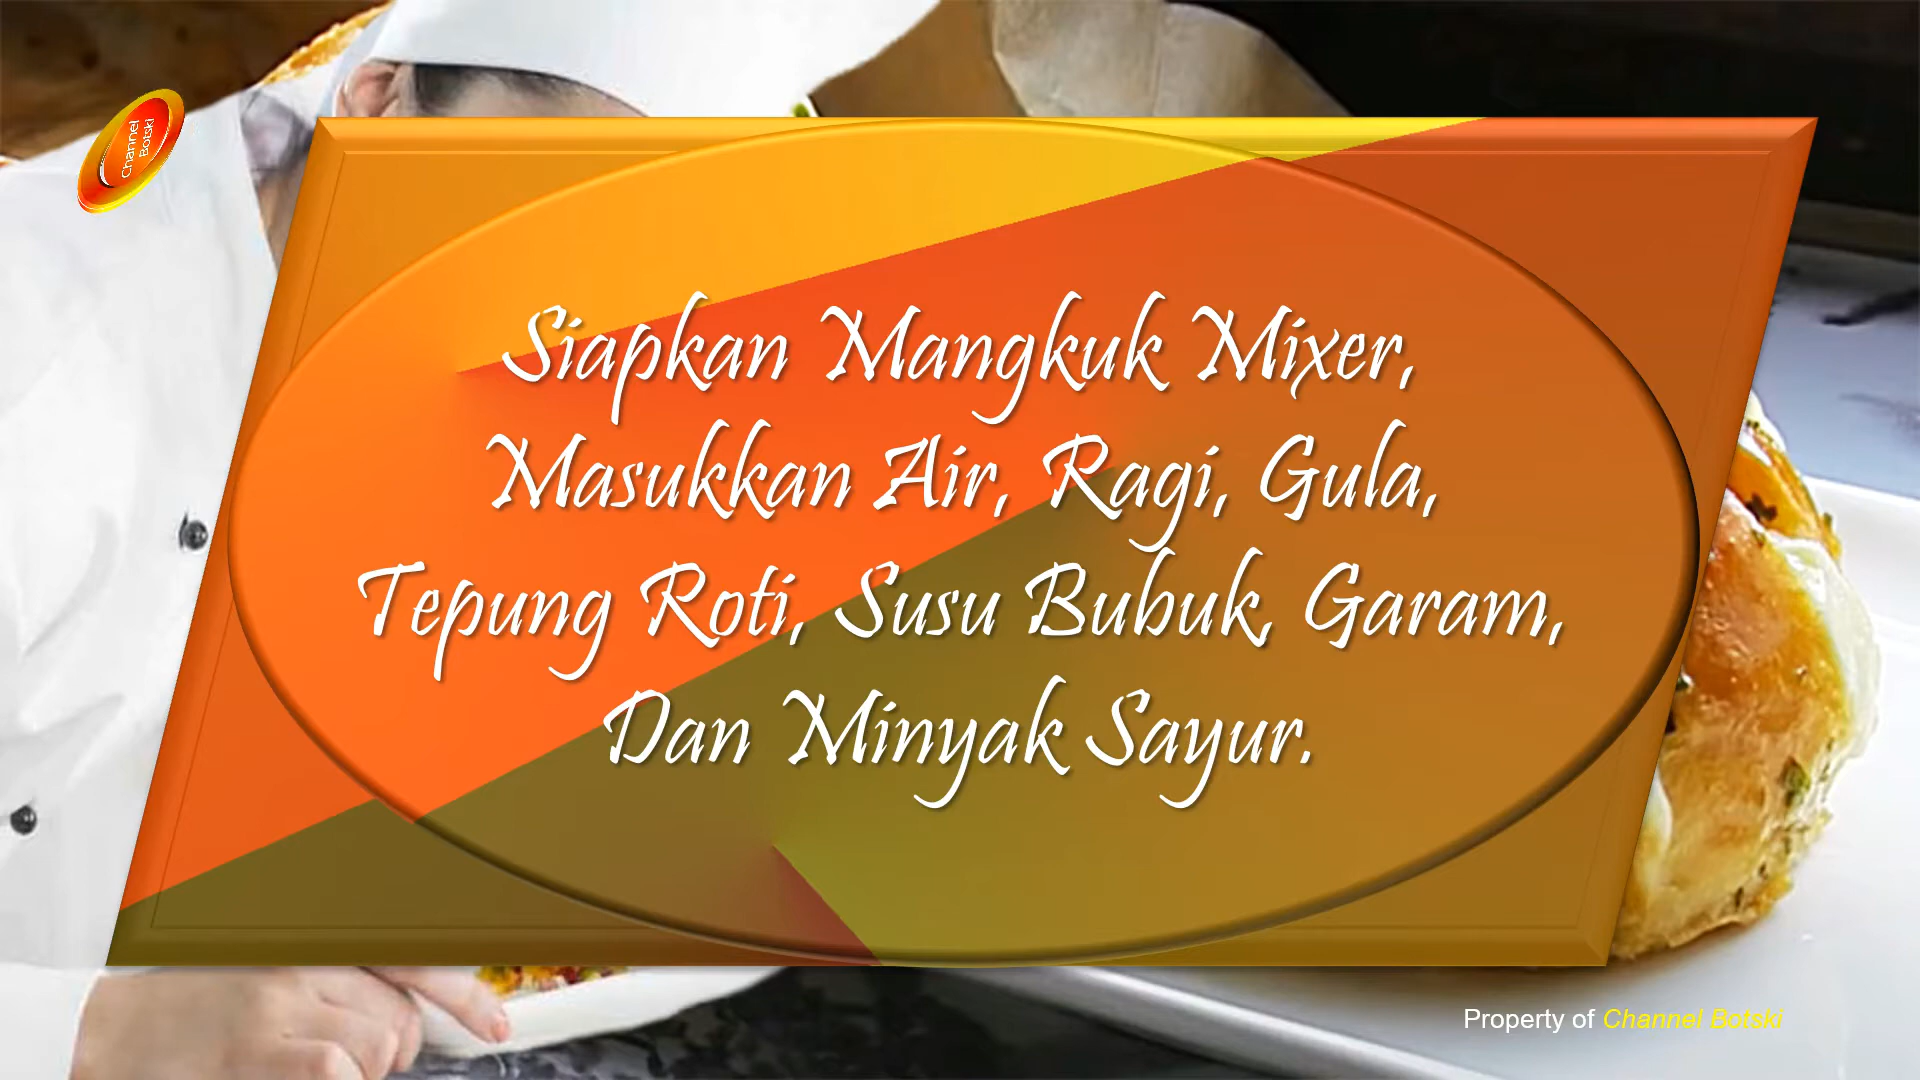 Channel
Botski
Siapkan Mangkuk Mixer,
Masukkan Air, Ragi, Gula,
Tepung Roti, Susu Bubuk, Garam,
Dan Minyak Sayur.
Property of Channel Botski